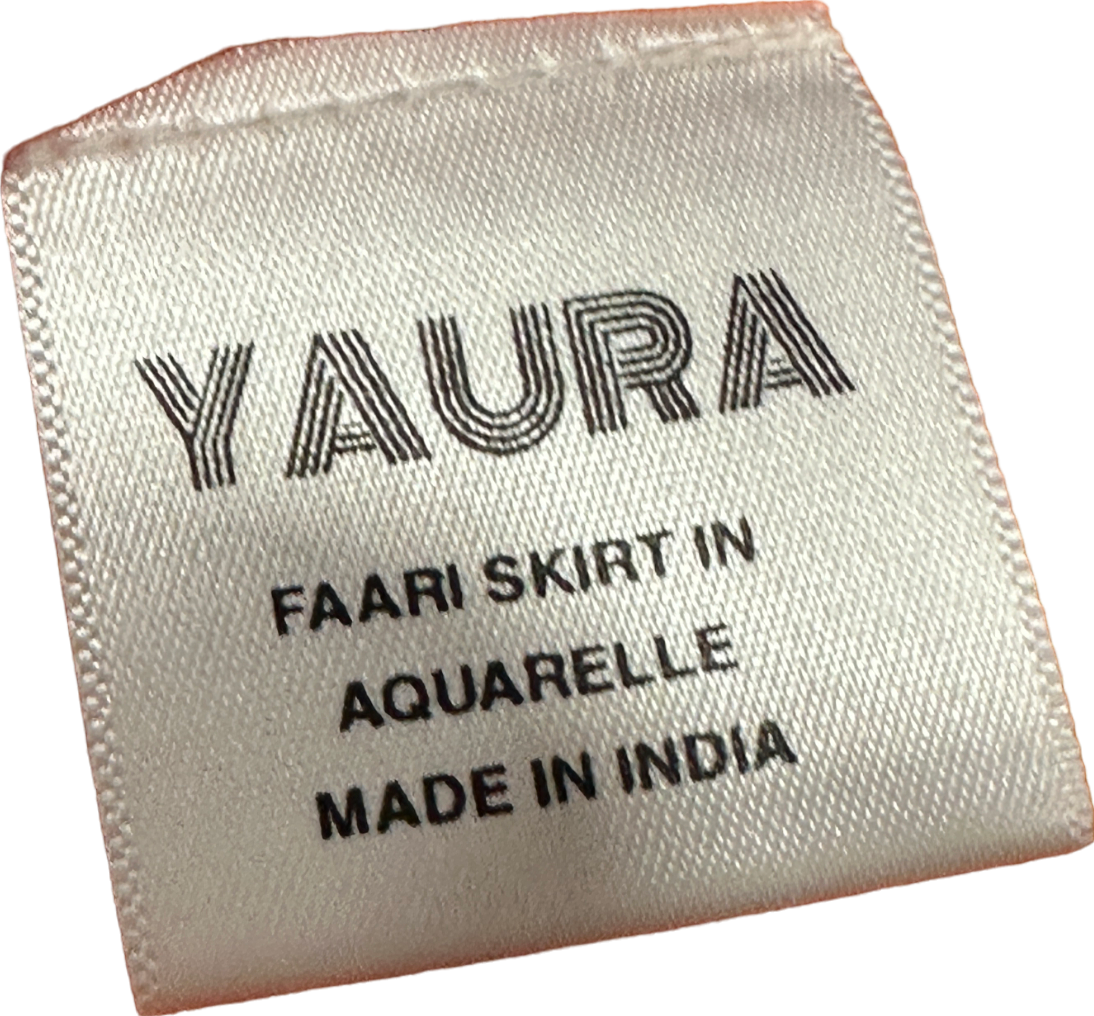 YAURA
FAARI SKIRT IN
AQUARELLE
MADE IN INDIA